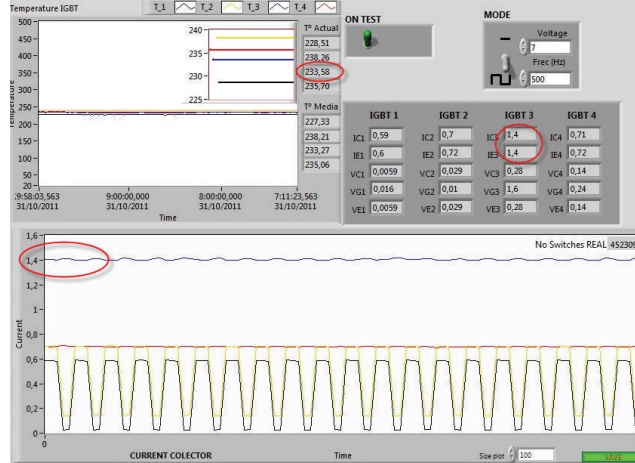 Temperature IGBT
T_1 T_2 T_3 T_4
500
450
400
350
300
250
200
150
100
50
20
Temperature
240
235
230
225
Tº Actual
228,51
238,26
233,58
235,70
Tº Media
227,33
238,21
233,27
235,06
9:58:03,563 9:00:00,000 8:00:00,000 7:11:23,563
31/10/2011 31/10/2011 31/10/2011 31/10/2011
Time
ON TEST
MODE
Voltage
7
Frec (Hz)
500
IGBT 1 IGBT 2 IGBT 3 IGBT 4
IC1 0,59 IC2 0,7 IC3 1,4 IC4 0,71
IE1 0,6 IE2 0,72 IE3 1,4 IE4 0,72
VC1 0,0059 VC2 0,029 VC3 0,28 VC4 0,14
VG1 0,016 VG2 0,01 VG3 1,6 VG4 0,24
VE1 0,0059 VE2 0,029 VE3 0,28 VE4 0,14
No Switches REAL 452309
1,6
1,4
1,2
1
0,8
0,6
0,4
0,2
0
Current
0
CURRENT COLECTOR Time Size plot 100 SAVE